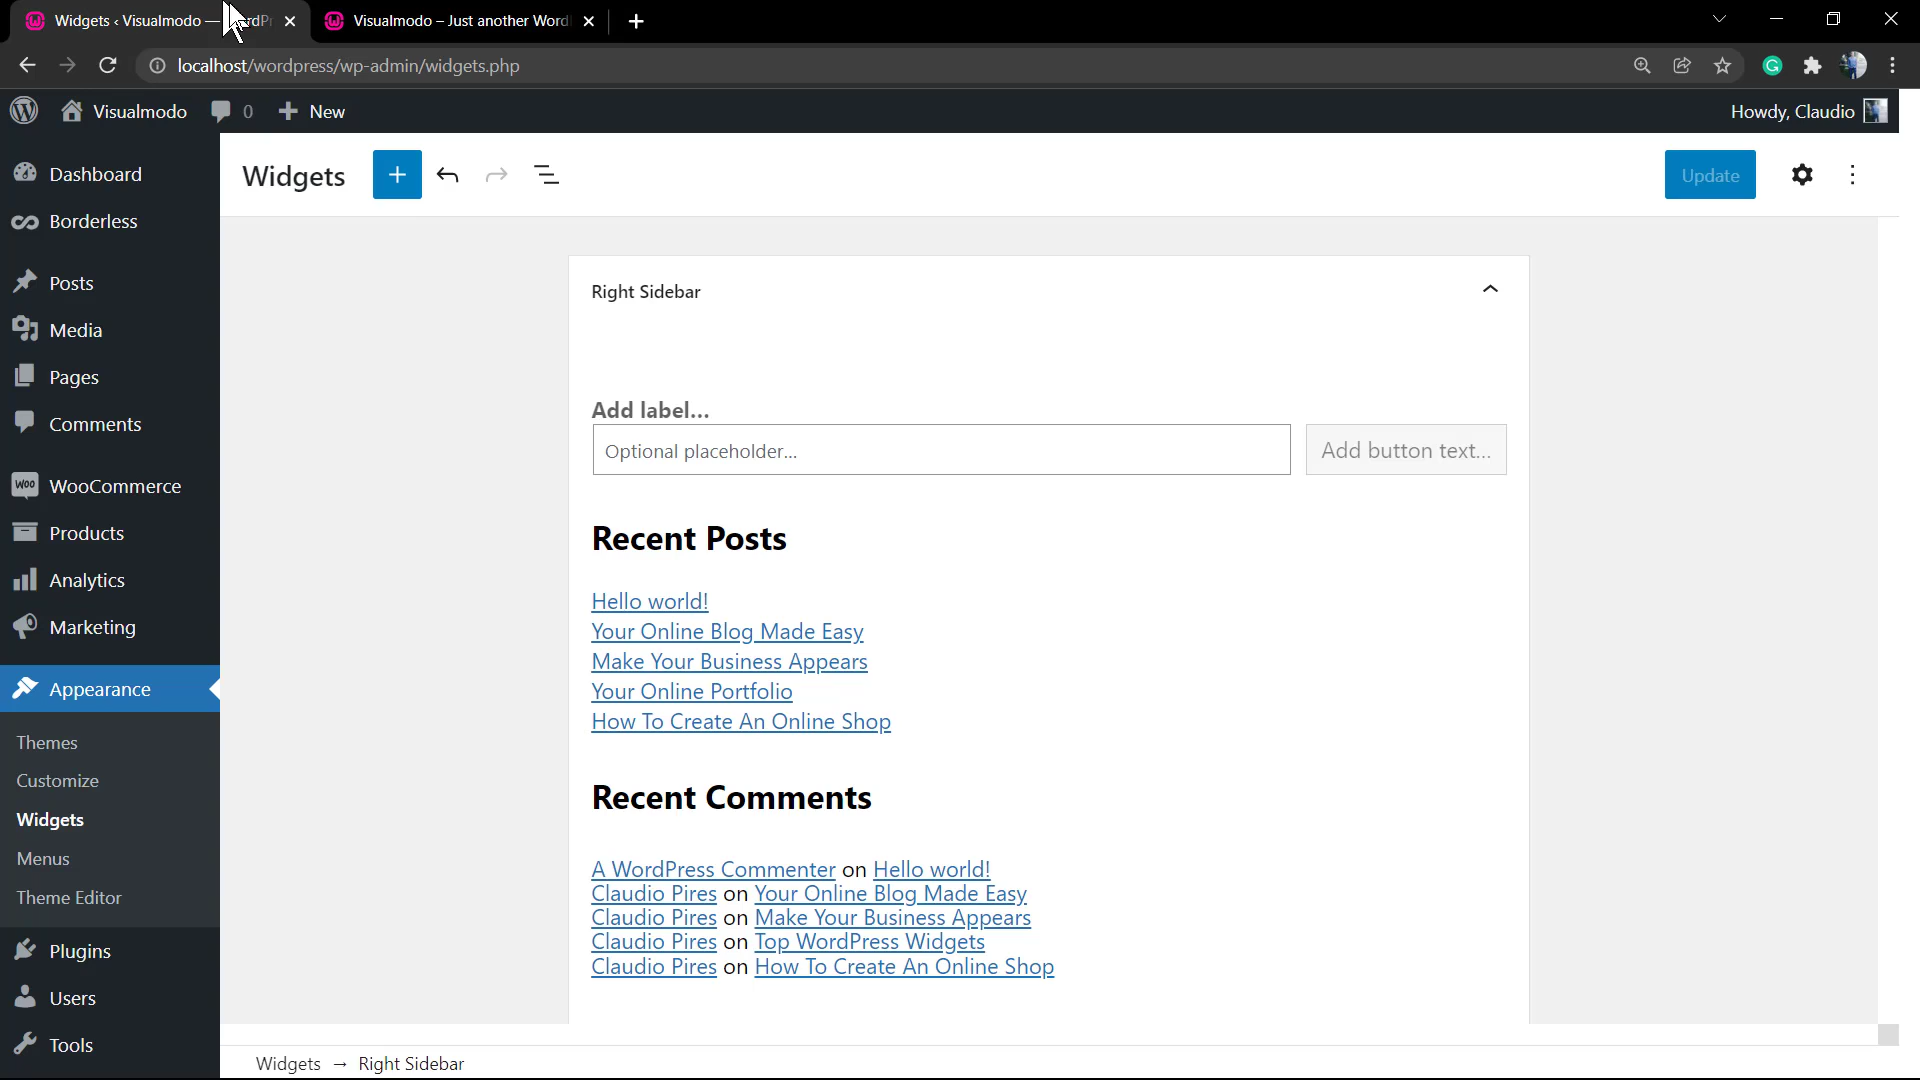 Widgets ‹ Visualmodo —
Visualmodo – Just another Word
localhost/wordpress/wp-admin/widgets.php
Visualmodo 0 New
Howdy, Claudio
Dashboard
Borderless
Posts
Media
Pages
Comments
WooCommerce
Products
Analytics
Marketing
Appearance
Themes
Customize
Widgets
Menus
Theme Editor
Plugins
Users
Tools
Widgets
Update
Right Sidebar
Add label...
Optional placeholder...
Add button text...
Recent Posts
Hello world!
Your Online Blog Made Easy
Make Your Business Appears
Your Online Portfolio
How To Create An Online Shop
Recent Comments
A WordPress Commenter on Hello world!
Claudio Pires on Your Online Blog Made Easy
Claudio Pires on Make Your Business Appears
Claudio Pires on Top WordPress Widgets
Claudio Pires on How To Create An Online Shop
Widgets → Right Sidebar